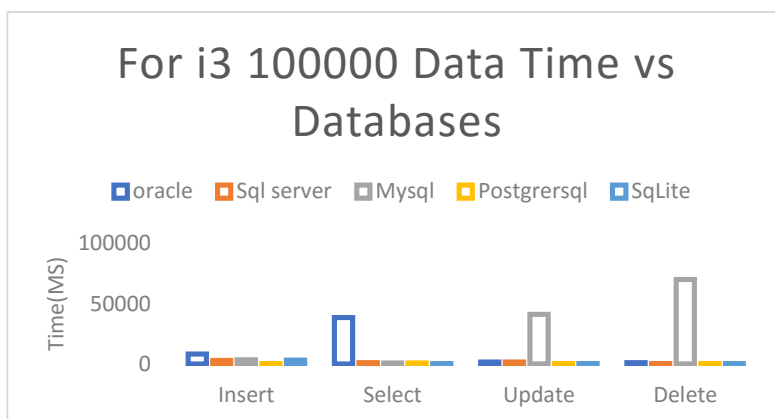 For i3 100000 Data Time vs
Databases
oracle Sql server Mysql Postgrersql SqLite
Time(MS)
100000
50000
0
Insert Select Update Delete